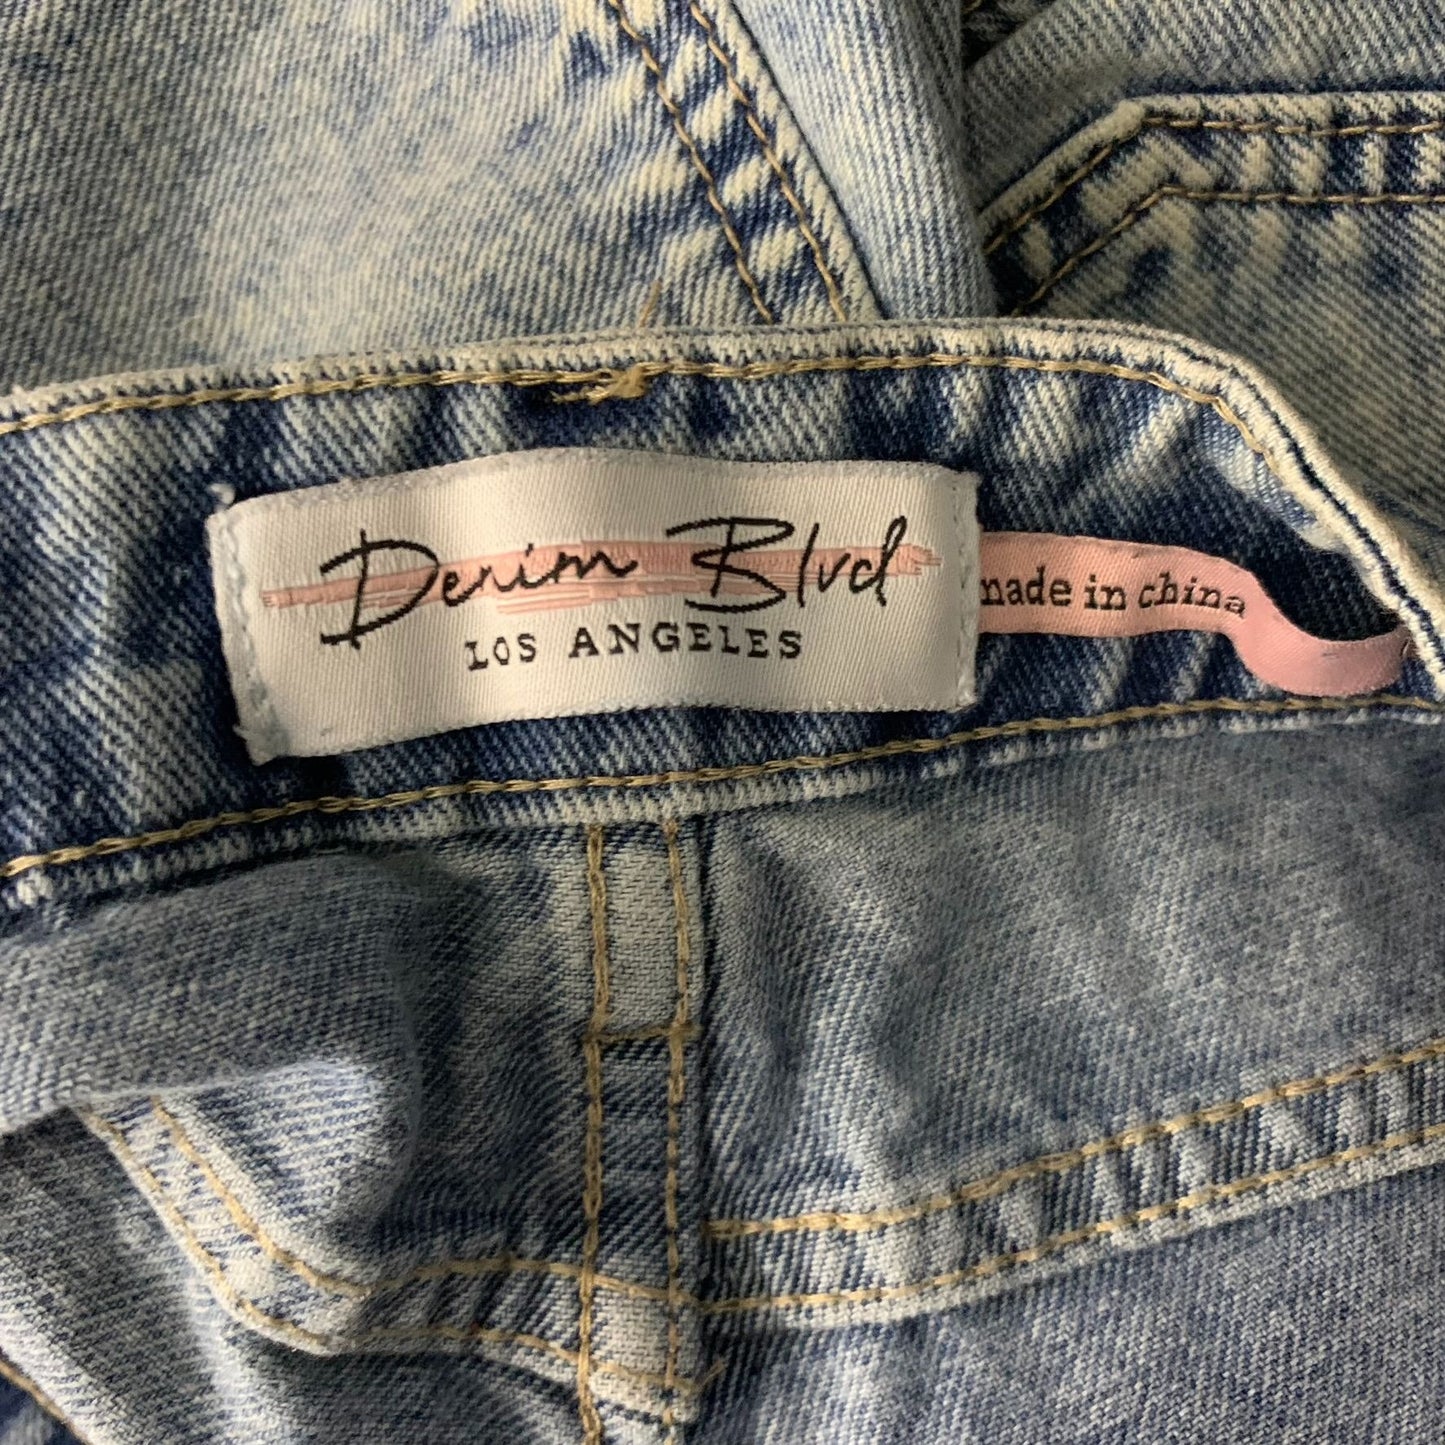 Denim Blvd
LOS ANGELES
made in china